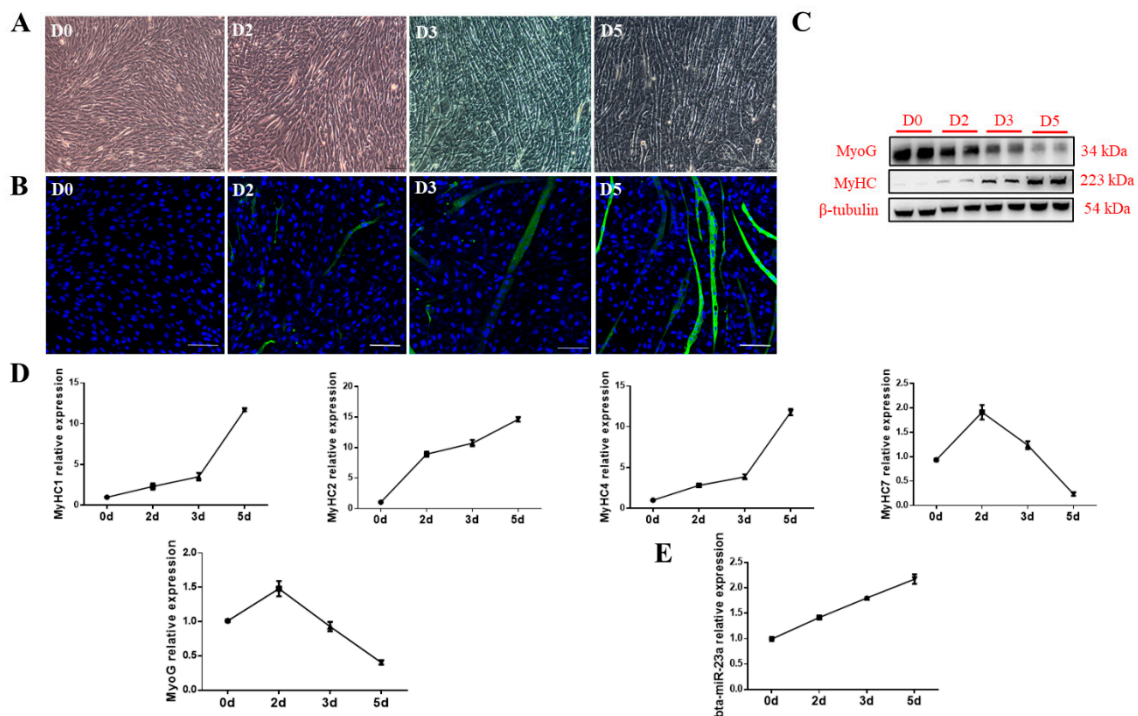 A
D0
D2
D3
D5
B
D0
D2
D3
D5
C
D0 D2 D3 D5
MyoG 34 kDa
MyHC 223 kDa
β-tubulin 54 kDa
D
MyHC1 relative expression
15
10
5
0
0d 2d 3d 5d
MyHC2 relative expression
20
15
10
5
0
0d 2d 3d 5d
MyHC4 relative expression
15
10
5
0
0d 2d 3d 5d
MyHC7 relative expression
2.5
2.0
1.5
1.0
0.5
0.0
0d 2d 3d 5d
MyoG relative expression
2.0
1.5
1.0
0.5
0.0
0d 2d 3d 5d
E
bta-miR-23a relative expression
2.5
2.0
1.5
1.0
0.5
0.0
0d 2d 3d 5d